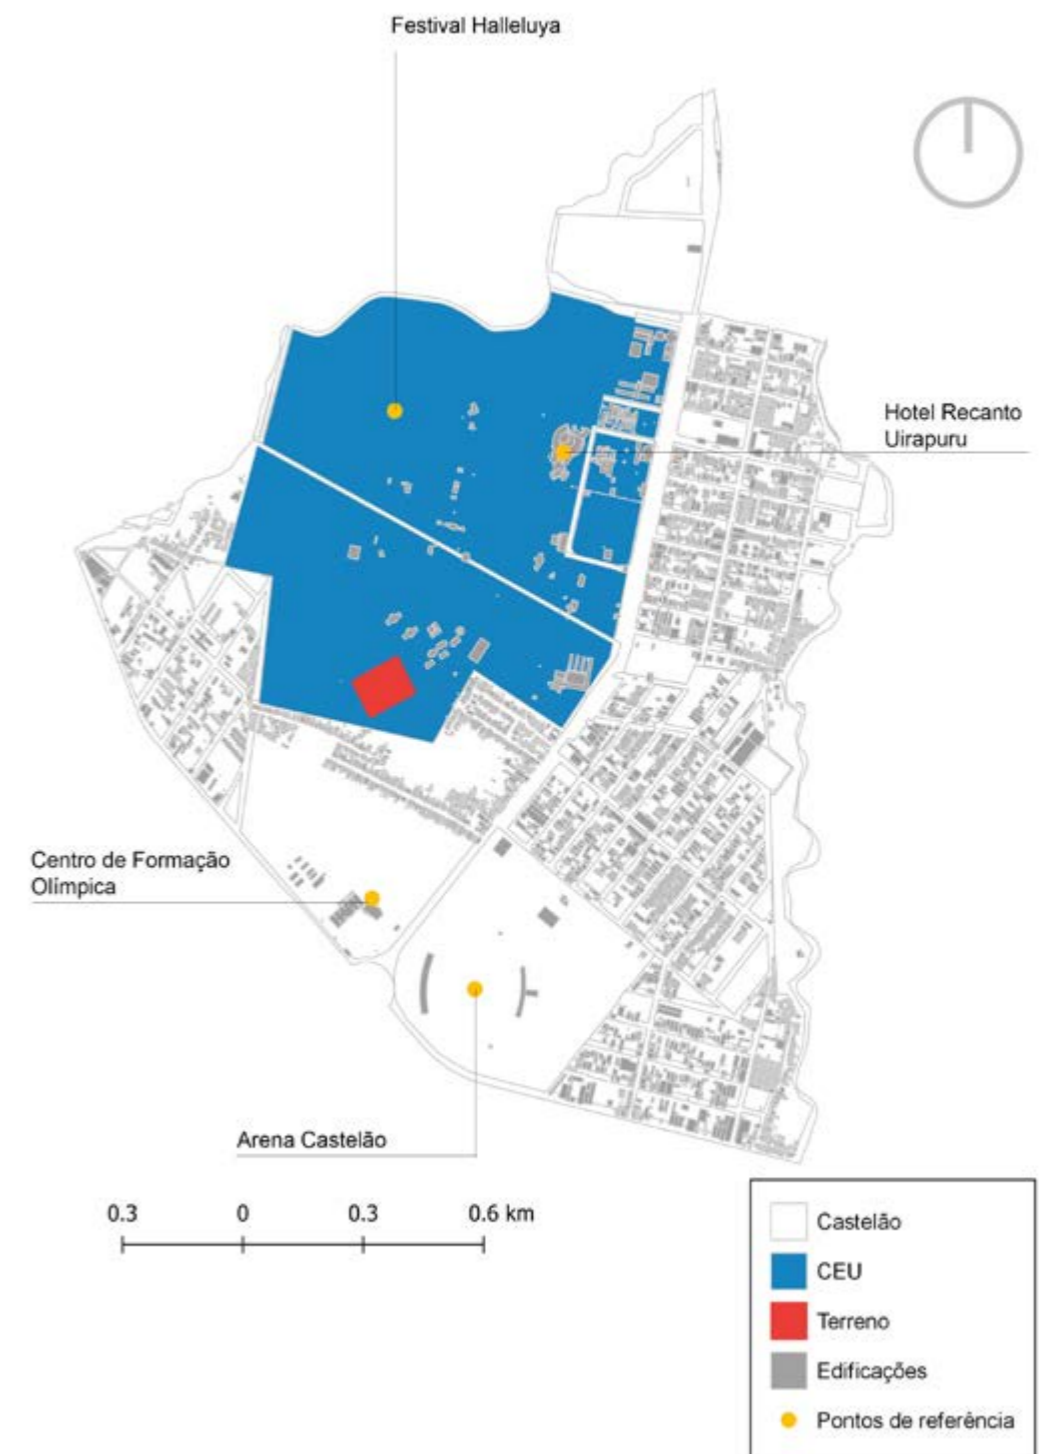 Festival Halleluya
Hotel Recanto
Uirapuru
Centro de Formação
Olímpica
Arena Castelão
0.3 0 0.3 0.6 km
Castelão
CEU
Terreno
Edificações
Pontos de referência